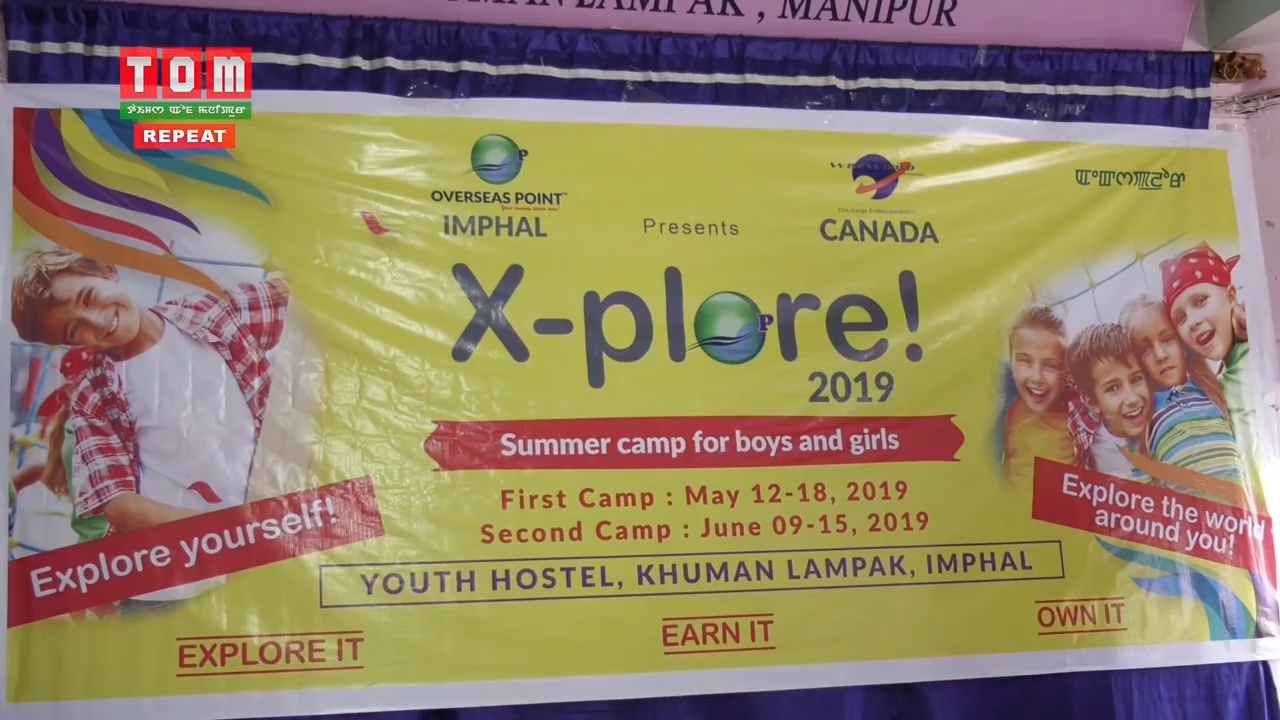 LAMPAK , MANIPUR
TOM
REPEAT
OVERSEAS POINT
IMPHAL
Presents
CANADA
X-plore!
2019
Summer camp for boys and girls
First Camp : May 12-18, 2019
Second Camp : June 09-15, 2019
YOUTH HOSTEL, KHUMAN LAMPAK, IMPHAL
Explore yourself!
Explore the world
around you!
EXPLORE IT
EARN IT
OWN IT